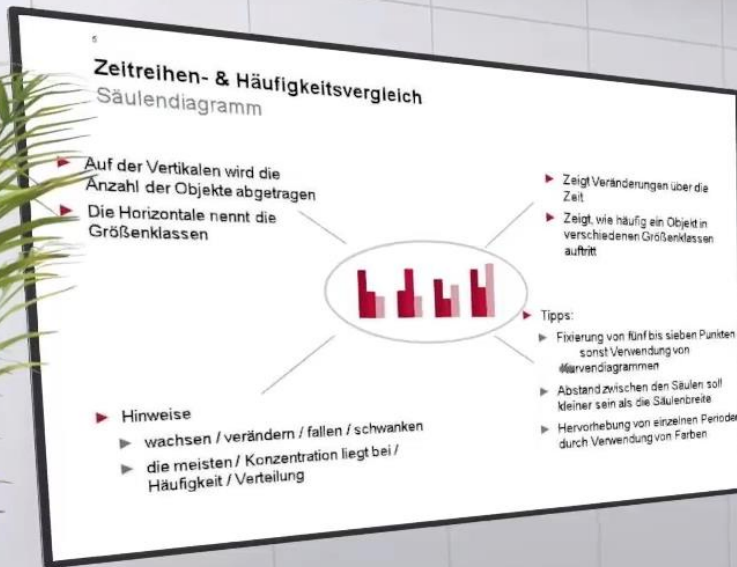 Zeitreihen- & Häufigkeitsvergleich
Säulendiagramm
Auf der Vertikalen wird die
Anzahl der Objekte abgetragen
Die Horizontale nennt die
Größenklassen
Zeigt Veränderungen über die
Zeit
Zeigt, wie häufig ein Objekt in
verschiedenen Größenklassen
auftritt
Tipps:
Fixierung von fünf bis sieben Punkten
sonst Verwendung von
Kurvendiagrammen
Abstand zwischen den Säulen soll
kleiner sein als die Säulenbreite
Hervorhebung von einzelnen Perioden
durch Verwendung von Farben
Hinweise
wachsen / verändern / fallen / schwanken
die meisten / Konzentration liegt bei /
Häufigkeit / Verteilung